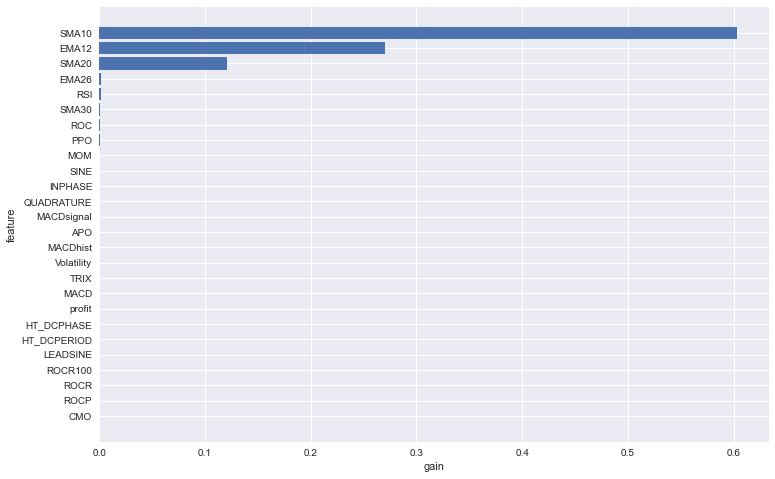 SMA10
EMA12
SMA20
EMA26
RSI
SMA30
ROC
PPO
MOM
SINE
INPHASE
QUADRATURE
MACDsignal
APO
MACDhist
Volatility
TRIX
MACD
profit
HT_DCPHASE
HT_DCPERIOD
LEADSINE
ROCR100
ROCR
ROCP
CMO
feature
0.0 0.1 0.2 0.3 0.4 0.5 0.6
gain